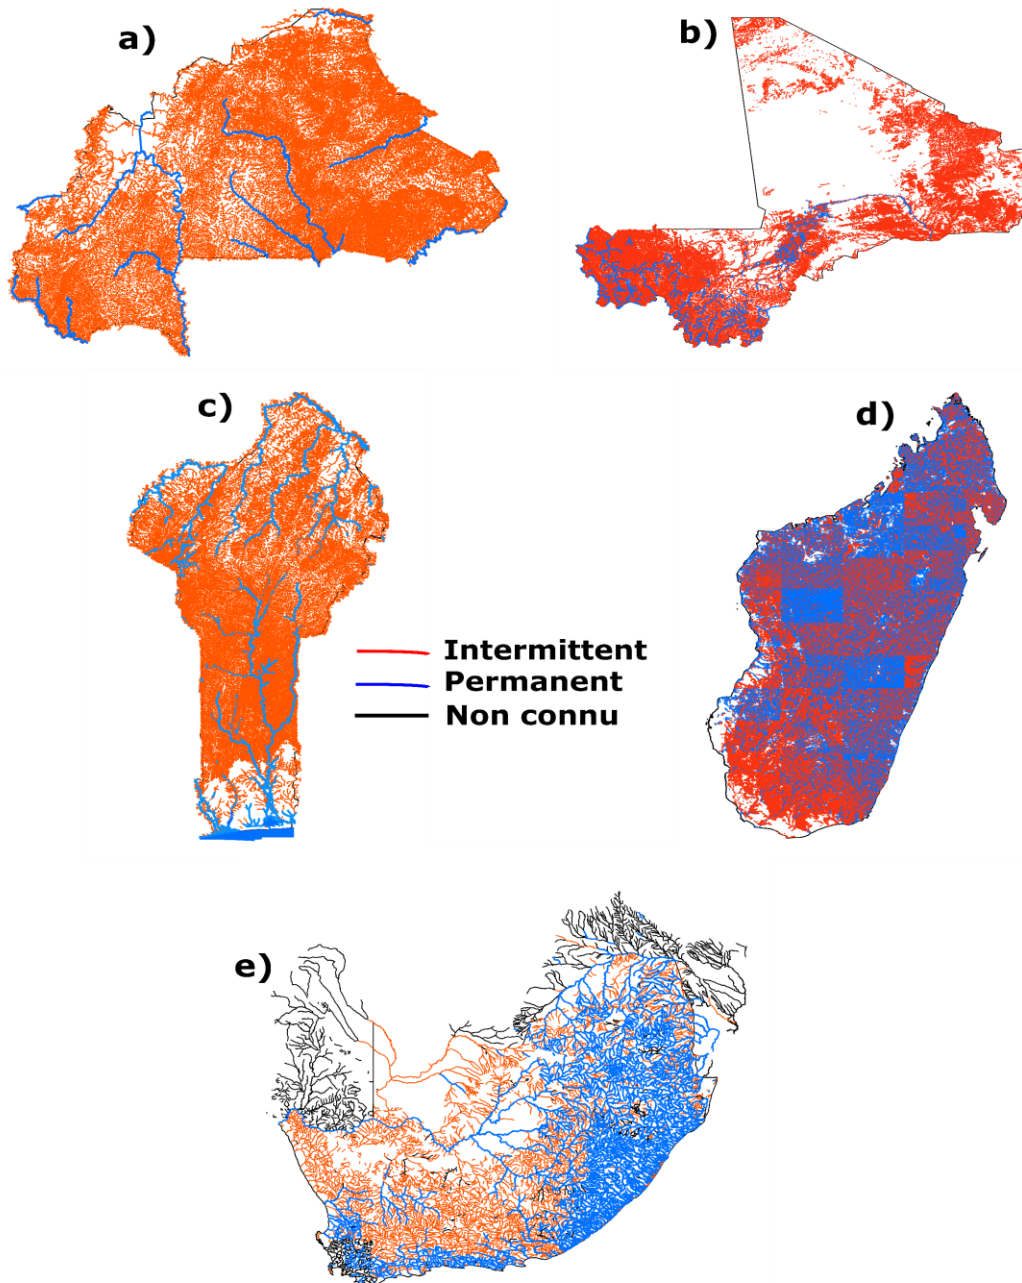 a)
b)
c)
d)
Intermittent
Permanent
Non connu
e)